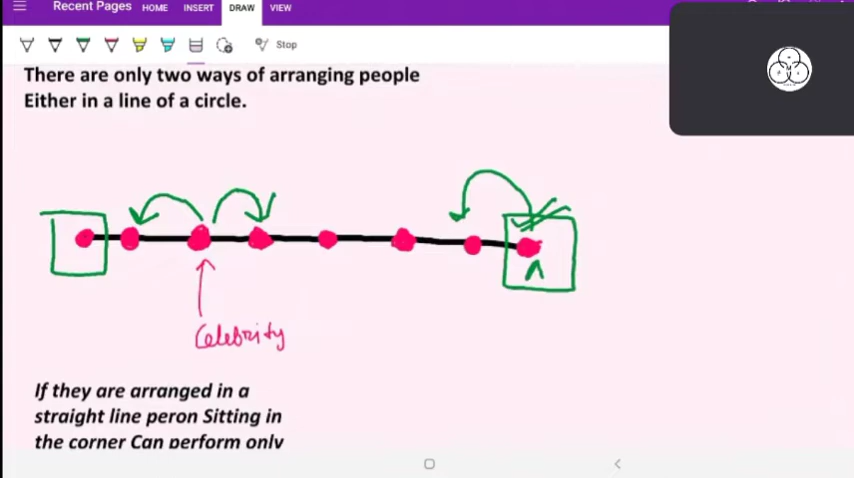 Recent Pages HOME INSERT DRAW VIEW
Stop
There are only two ways of arranging people
Either in a line of a circle.
Celebrity
If they are arranged in a
straight line peron Sitting in
the corner Can perform only